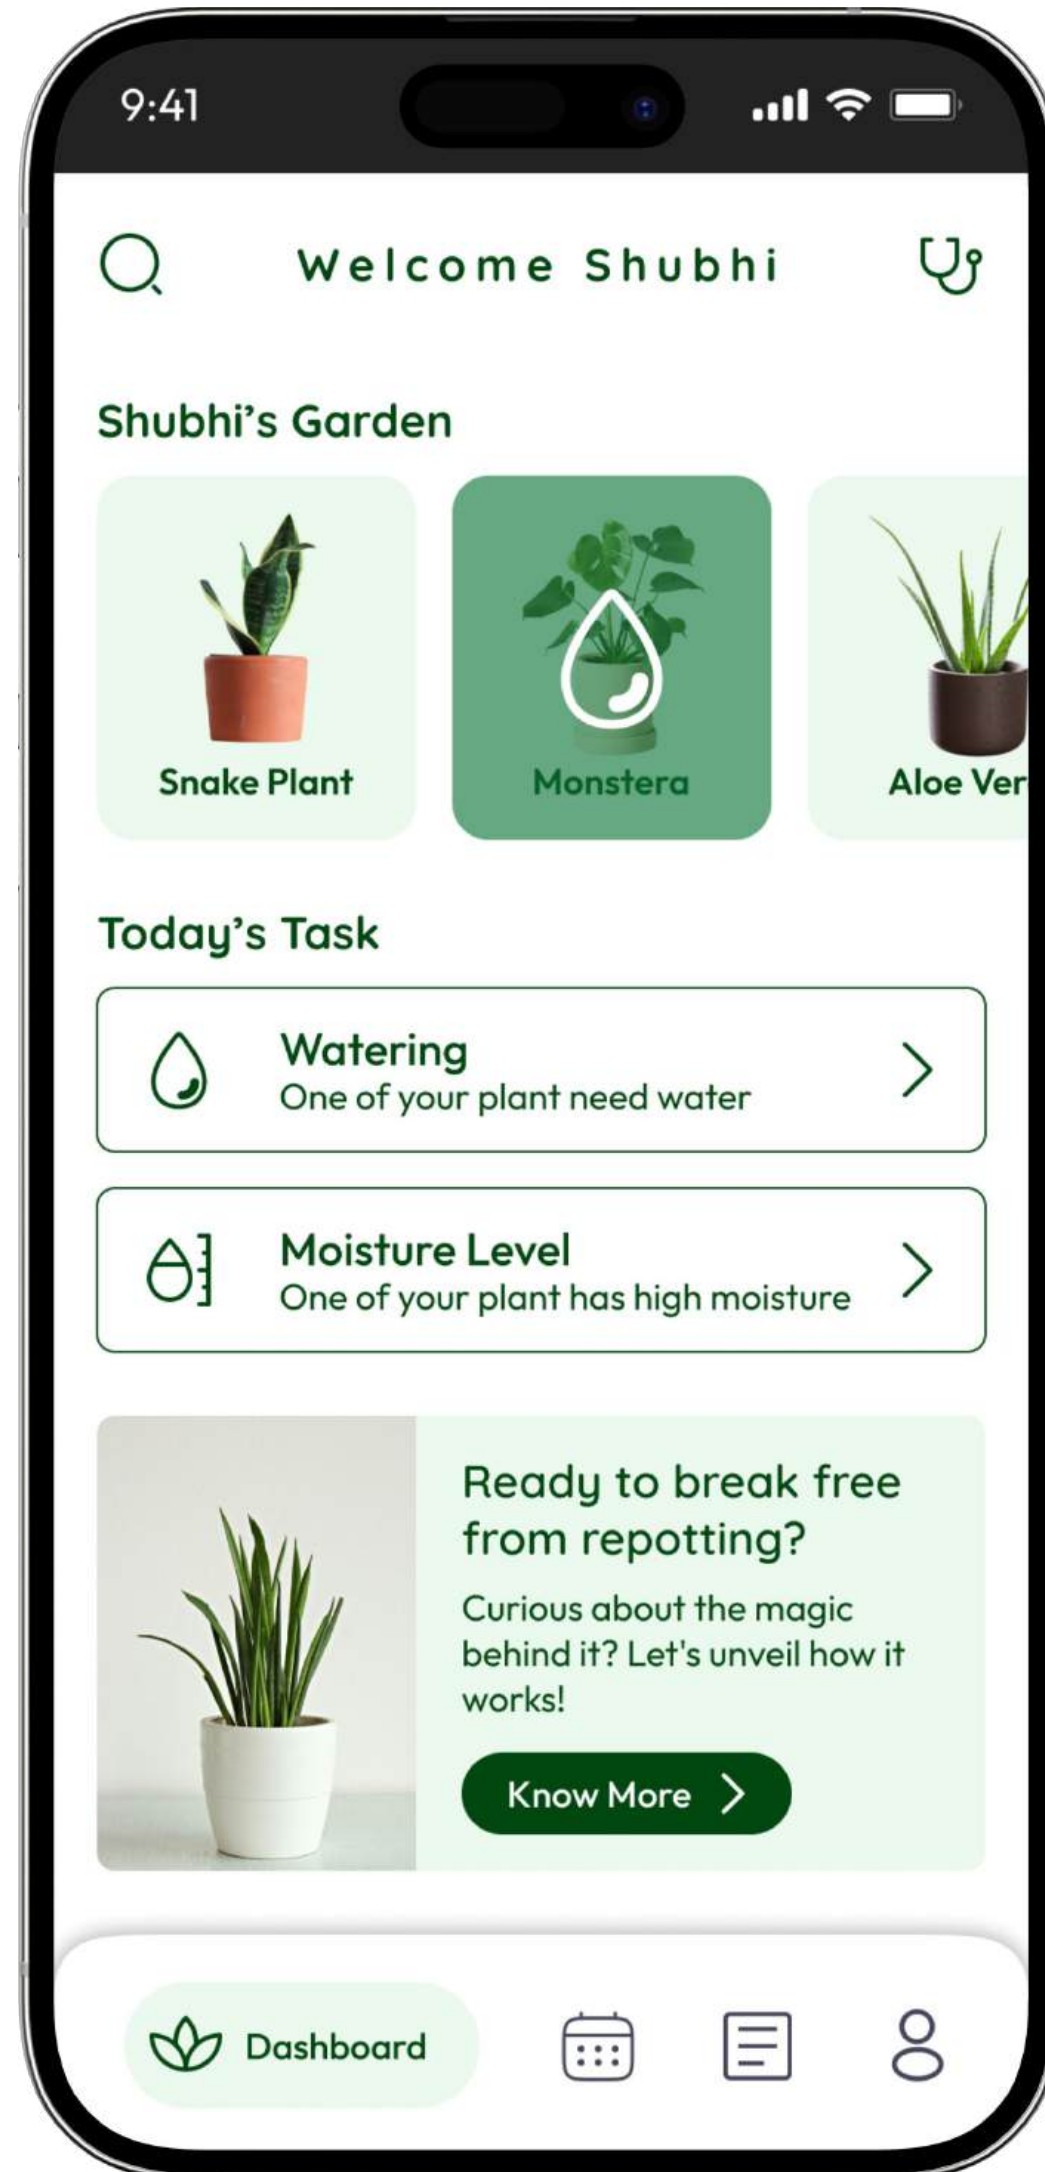 9:41
Welcome Shubhi
Shubhi's Garden
Snake Plant
Monstera
Aloe Ver
Today's Task
Watering
One of your plant need water
Moisture Level
One of your plant has high moisture
Ready to break free
from repotting?
Curious about the magic
behind it? Let's unveil how it
works!
Know More
Dashboard